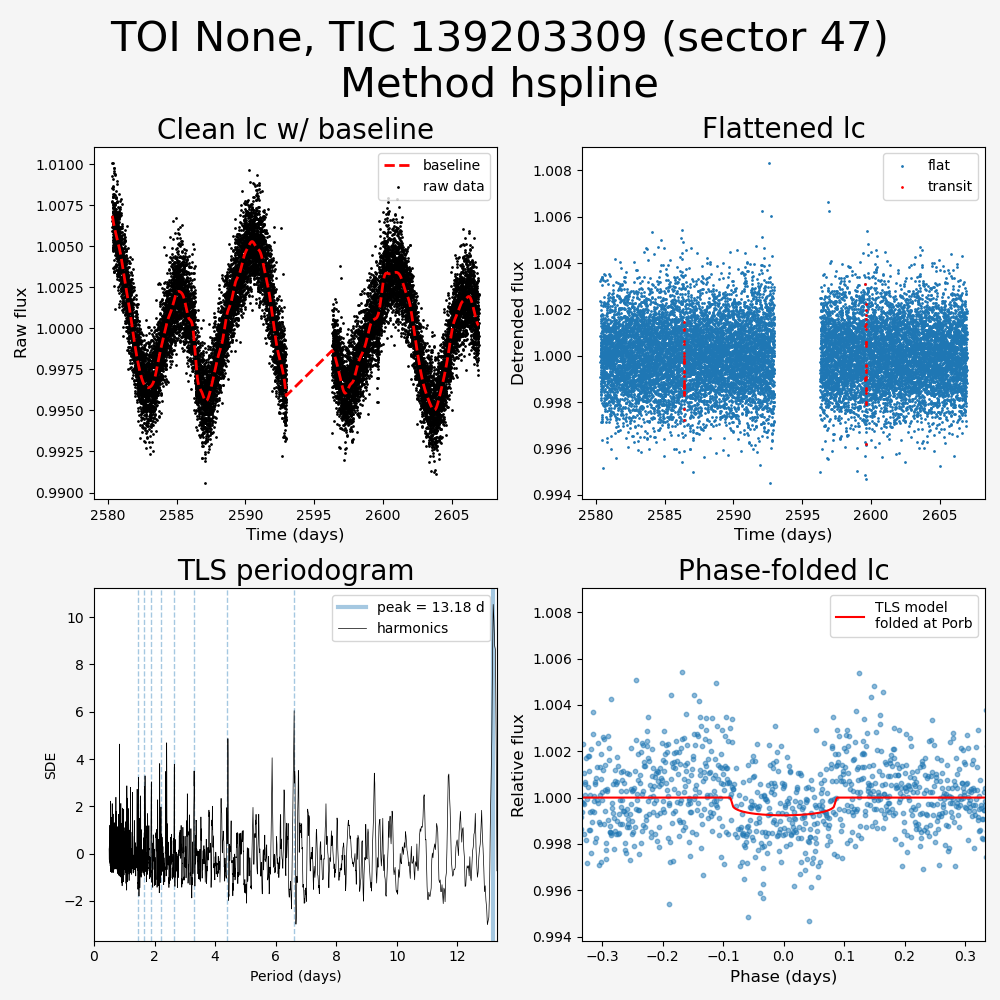 TOI None, TIC 139203309 (sector 47)
Method hspline
Clean lc w/ baseline
Raw flux
1.0100
1.0075
1.0050
1.0025
1.0000
0.9975
0.9950
0.9925
0.9900
baseline
raw data
2580 2585 2590 2595 2600 2605
Time (days)
Flattened lc
Detrended flux
1.008
1.006
1.004
1.002
1.000
0.998
0.996
0.994
flat
transit
2580 2585 2590 2595 2600 2605
Time (days)
TLS periodogram
SDE
10
8
6
4
2
0
−2
peak = 13.18 d
harmonics
0 2 4 6 8 10 12
Period (days)
Phase-folded lc
Relative flux
1.008
1.006
1.004
1.002
1.000
0.998
0.996
0.994
TLS model
folded at Porb
−0.3 −0.2 −0.1 0.0 0.1 0.2 0.3
Phase (days)